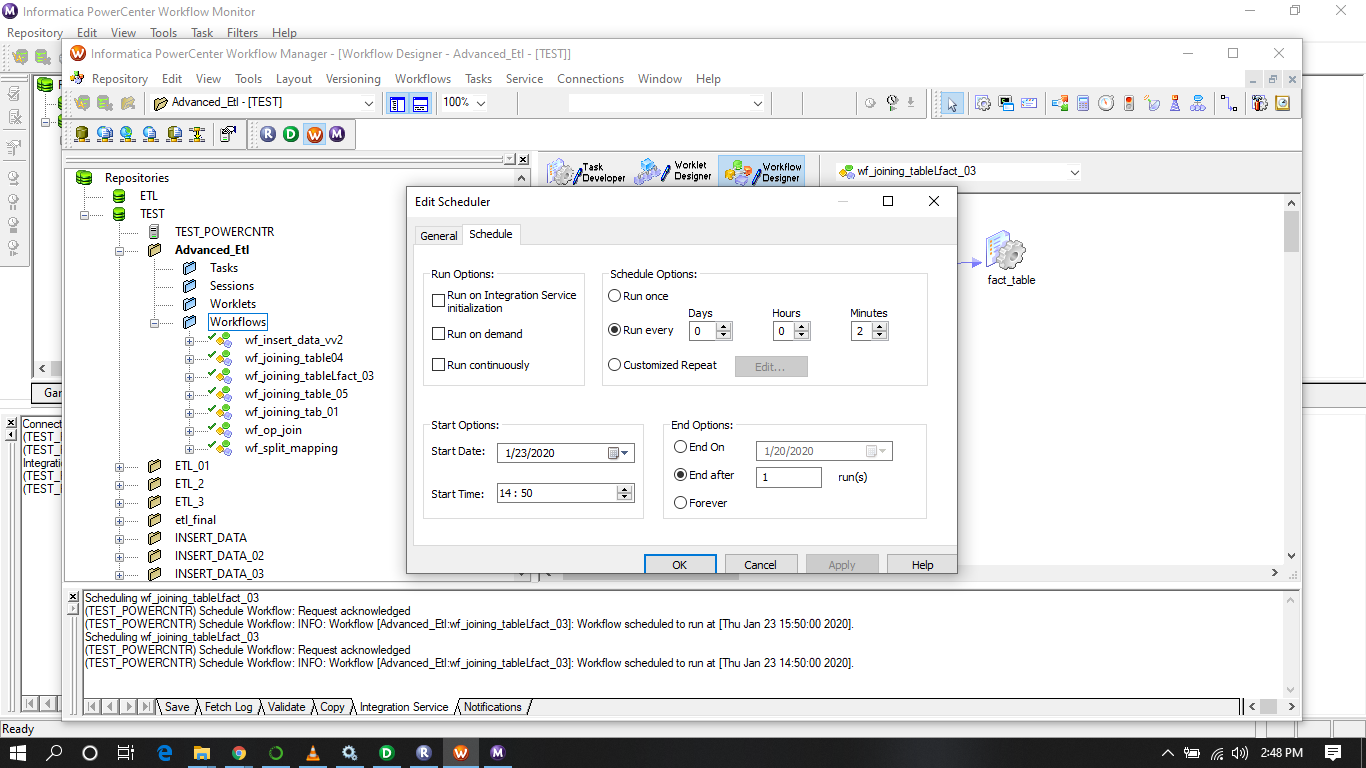 Informatica PowerCenter Workflow Monitor
Repository Edit View Tools Task Filters Help
Informatica PowerCenter Workflow Manager - [Workflow Designer - Advanced_Etl - [TEST]]
Repository Edit View Tools Layout Versioning Workflows Tasks Service Connections Window Help
Advanced_Etl - [TEST]
100%
R D W M
Task Developer
Worklet Designer
Workflow Designer
wf_joining_tableLfact_03
Repositories
ETL
TEST
TEST_POWERCNTR
Advanced_Etl
Tasks
Sessions
Worklets
Workflows
wf_insert_data_vv2
wf_joining_table04
wf_joining_tableLfact_03
wf_joining_table_05
wf_joining_tab_01
wf_op_join
wf_split_mapping
ETL_01
ETL_2
ETL_3
etl_final
INSERT_DATA
INSERT_DATA_02
INSERT_DATA_03
fact_table
Edit Scheduler
General Schedule
Run Options:
Run on Integration Service
initialization
Run on demand
Run continuously
Schedule Options:
Run once
Days Hours Minutes
Run every 0 0 2
Customized Repeat Edit...
Start Options:
Start Date: 1/23/2020
Start Time: 14 : 50
End Options:
End On 1/20/2020
End after 1 run(s)
Forever
OK Cancel Apply Help
Gar
Connect
(TEST_
(TEST_
Integration
(TEST_
(TEST_
Scheduling wf_joining_tableLfact_03
(TEST_POWERCNTR) Schedule Workflow: Request acknowledged
(TEST_POWERCNTR) Schedule Workflow: INFO: Workflow [Advanced_Etl:wf_joining_tableLfact_03]: Workflow scheduled to run at [Thu Jan 23 15:50:00 2020].
Scheduling wf_joining_tableLfact_03
(TEST_POWERCNTR) Schedule Workflow: Request acknowledged
(TEST_POWERCNTR) Schedule Workflow: INFO: Workflow [Advanced_Etl:wf_joining_tableLfact_03]: Workflow scheduled to run at [Thu Jan 23 14:50:00 2020].
Save Fetch Log Validate Copy Integration Service Notifications
Ready
2:48 PM